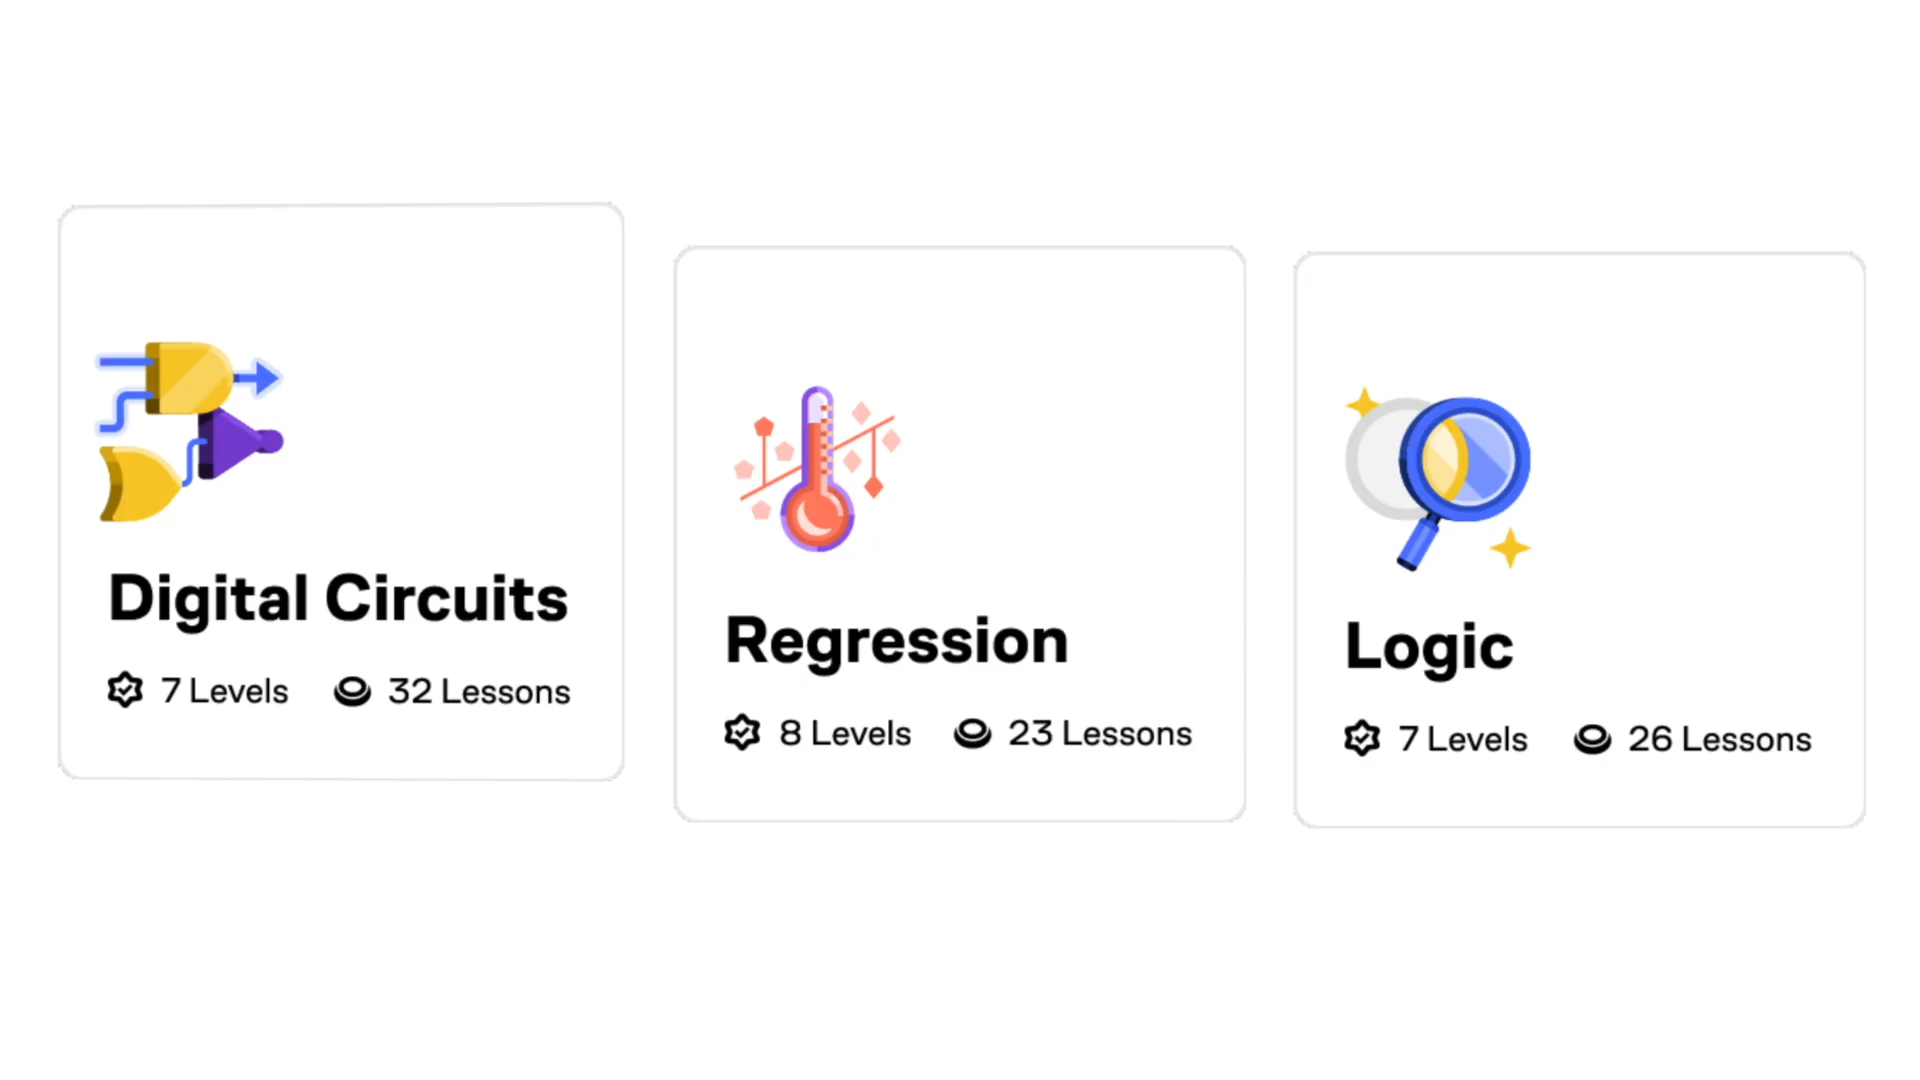 Digital Circuits
7 Levels 32 Lessons
Regression
8 Levels 23 Lessons
Logic
7 Levels 26 Lessons